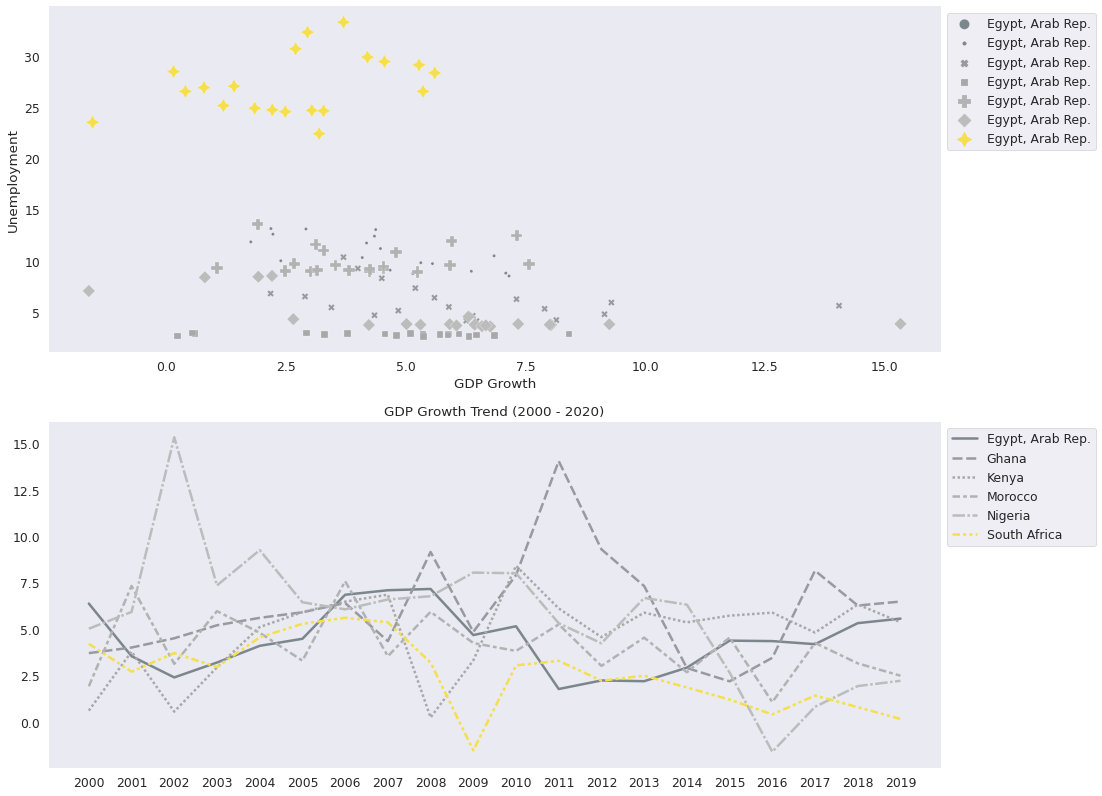 30
25
20
15
10
5
Unemployment
0.0 2.5 5.0 7.5 10.0 12.5 15.0
GDP Growth
Egypt, Arab Rep.
Egypt, Arab Rep.
Egypt, Arab Rep.
Egypt, Arab Rep.
Egypt, Arab Rep.
Egypt, Arab Rep.
Egypt, Arab Rep.
GDP Growth Trend (2000 - 2020)
15.0
12.5
10.0
7.5
5.0
2.5
0.0
2000 2001 2002 2003 2004 2005 2006 2007 2008 2009 2010 2011 2012 2013 2014 2015 2016 2017 2018 2019
Egypt, Arab Rep.
Ghana
Kenya
Morocco
Nigeria
South Africa